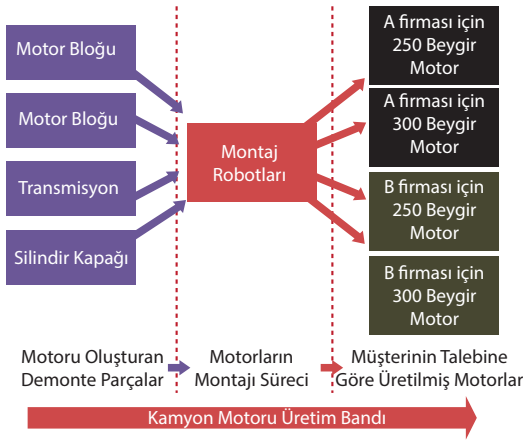 Motor Bloğu
Motor Bloğu
Transmisyon
Silindir Kapağı
Montaj
Robotları
A firması için
250 Beygir
Motor
A firması için
300 Beygir
Motor
B firması için
250 Beygir
Motor
B firması için
300 Beygir
Motor
Motoru Oluşturan
Demonte Parçalar
Motorların
Montajı Süreci
Müşterinin Talebine
Göre Üretilmiş Motorlar
Kamyon Motoru Üretim Bandı